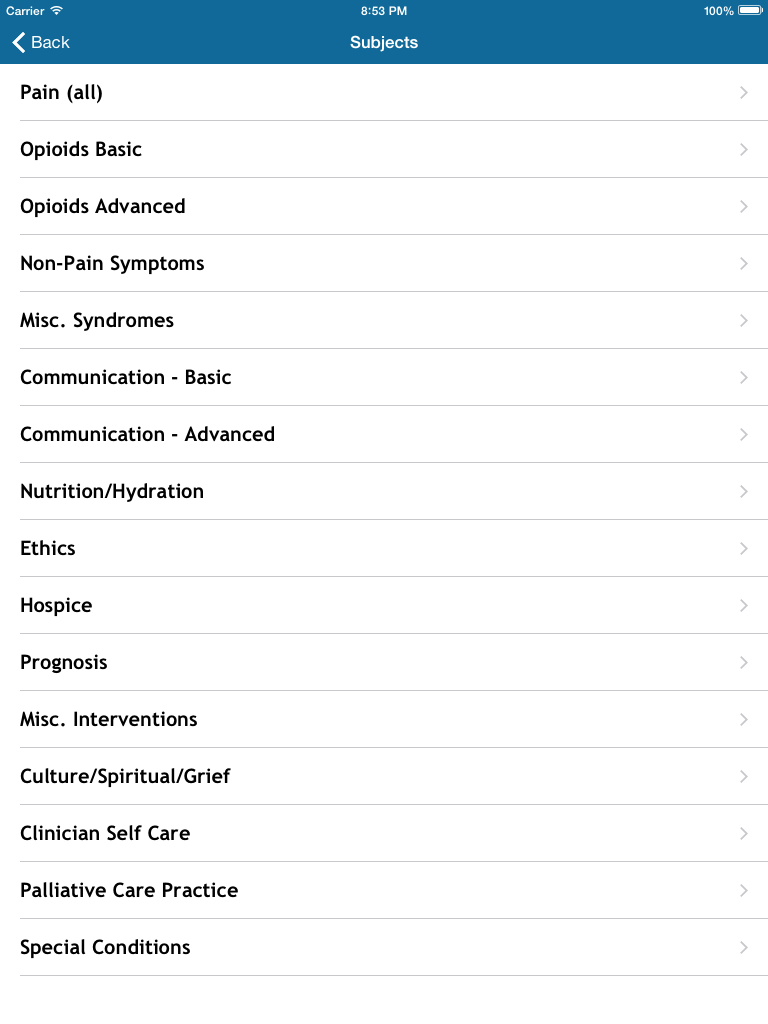 Carrier 8:53 PM 100%
Back Subjects
Pain (all)
Opioids Basic
Opioids Advanced
Non-Pain Symptoms
Misc. Syndromes
Communication - Basic
Communication - Advanced
Nutrition/Hydration
Ethics
Hospice
Prognosis
Misc. Interventions
Culture/Spiritual/Grief
Clinician Self Care
Palliative Care Practice
Special Conditions